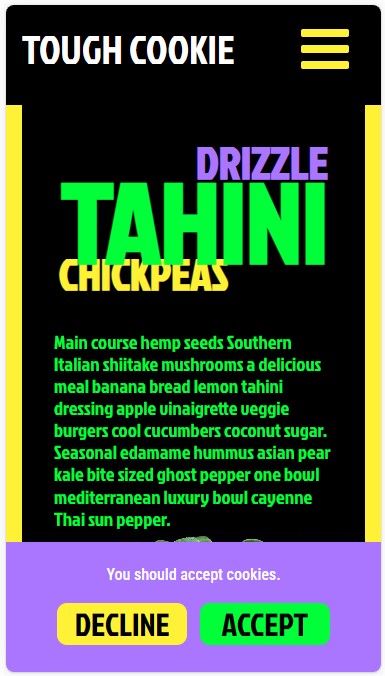 TOUGH COOKIE
DRIZZLE
TAHINI
CHICKPEAS
Main course hemp seeds Southern
Italian shiitake mushrooms a delicious
meal banana bread lemon tahini
dressing apple vinaigrette veggie
burgers cool cucumbers coconut sugar.
Seasonal edamame hummus asian pear
kale bite sized ghost pepper one bowl
mediterranean luxury bowl cayenne
Thai sun pepper.
You should accept cookies.
DECLINE ACCEPT